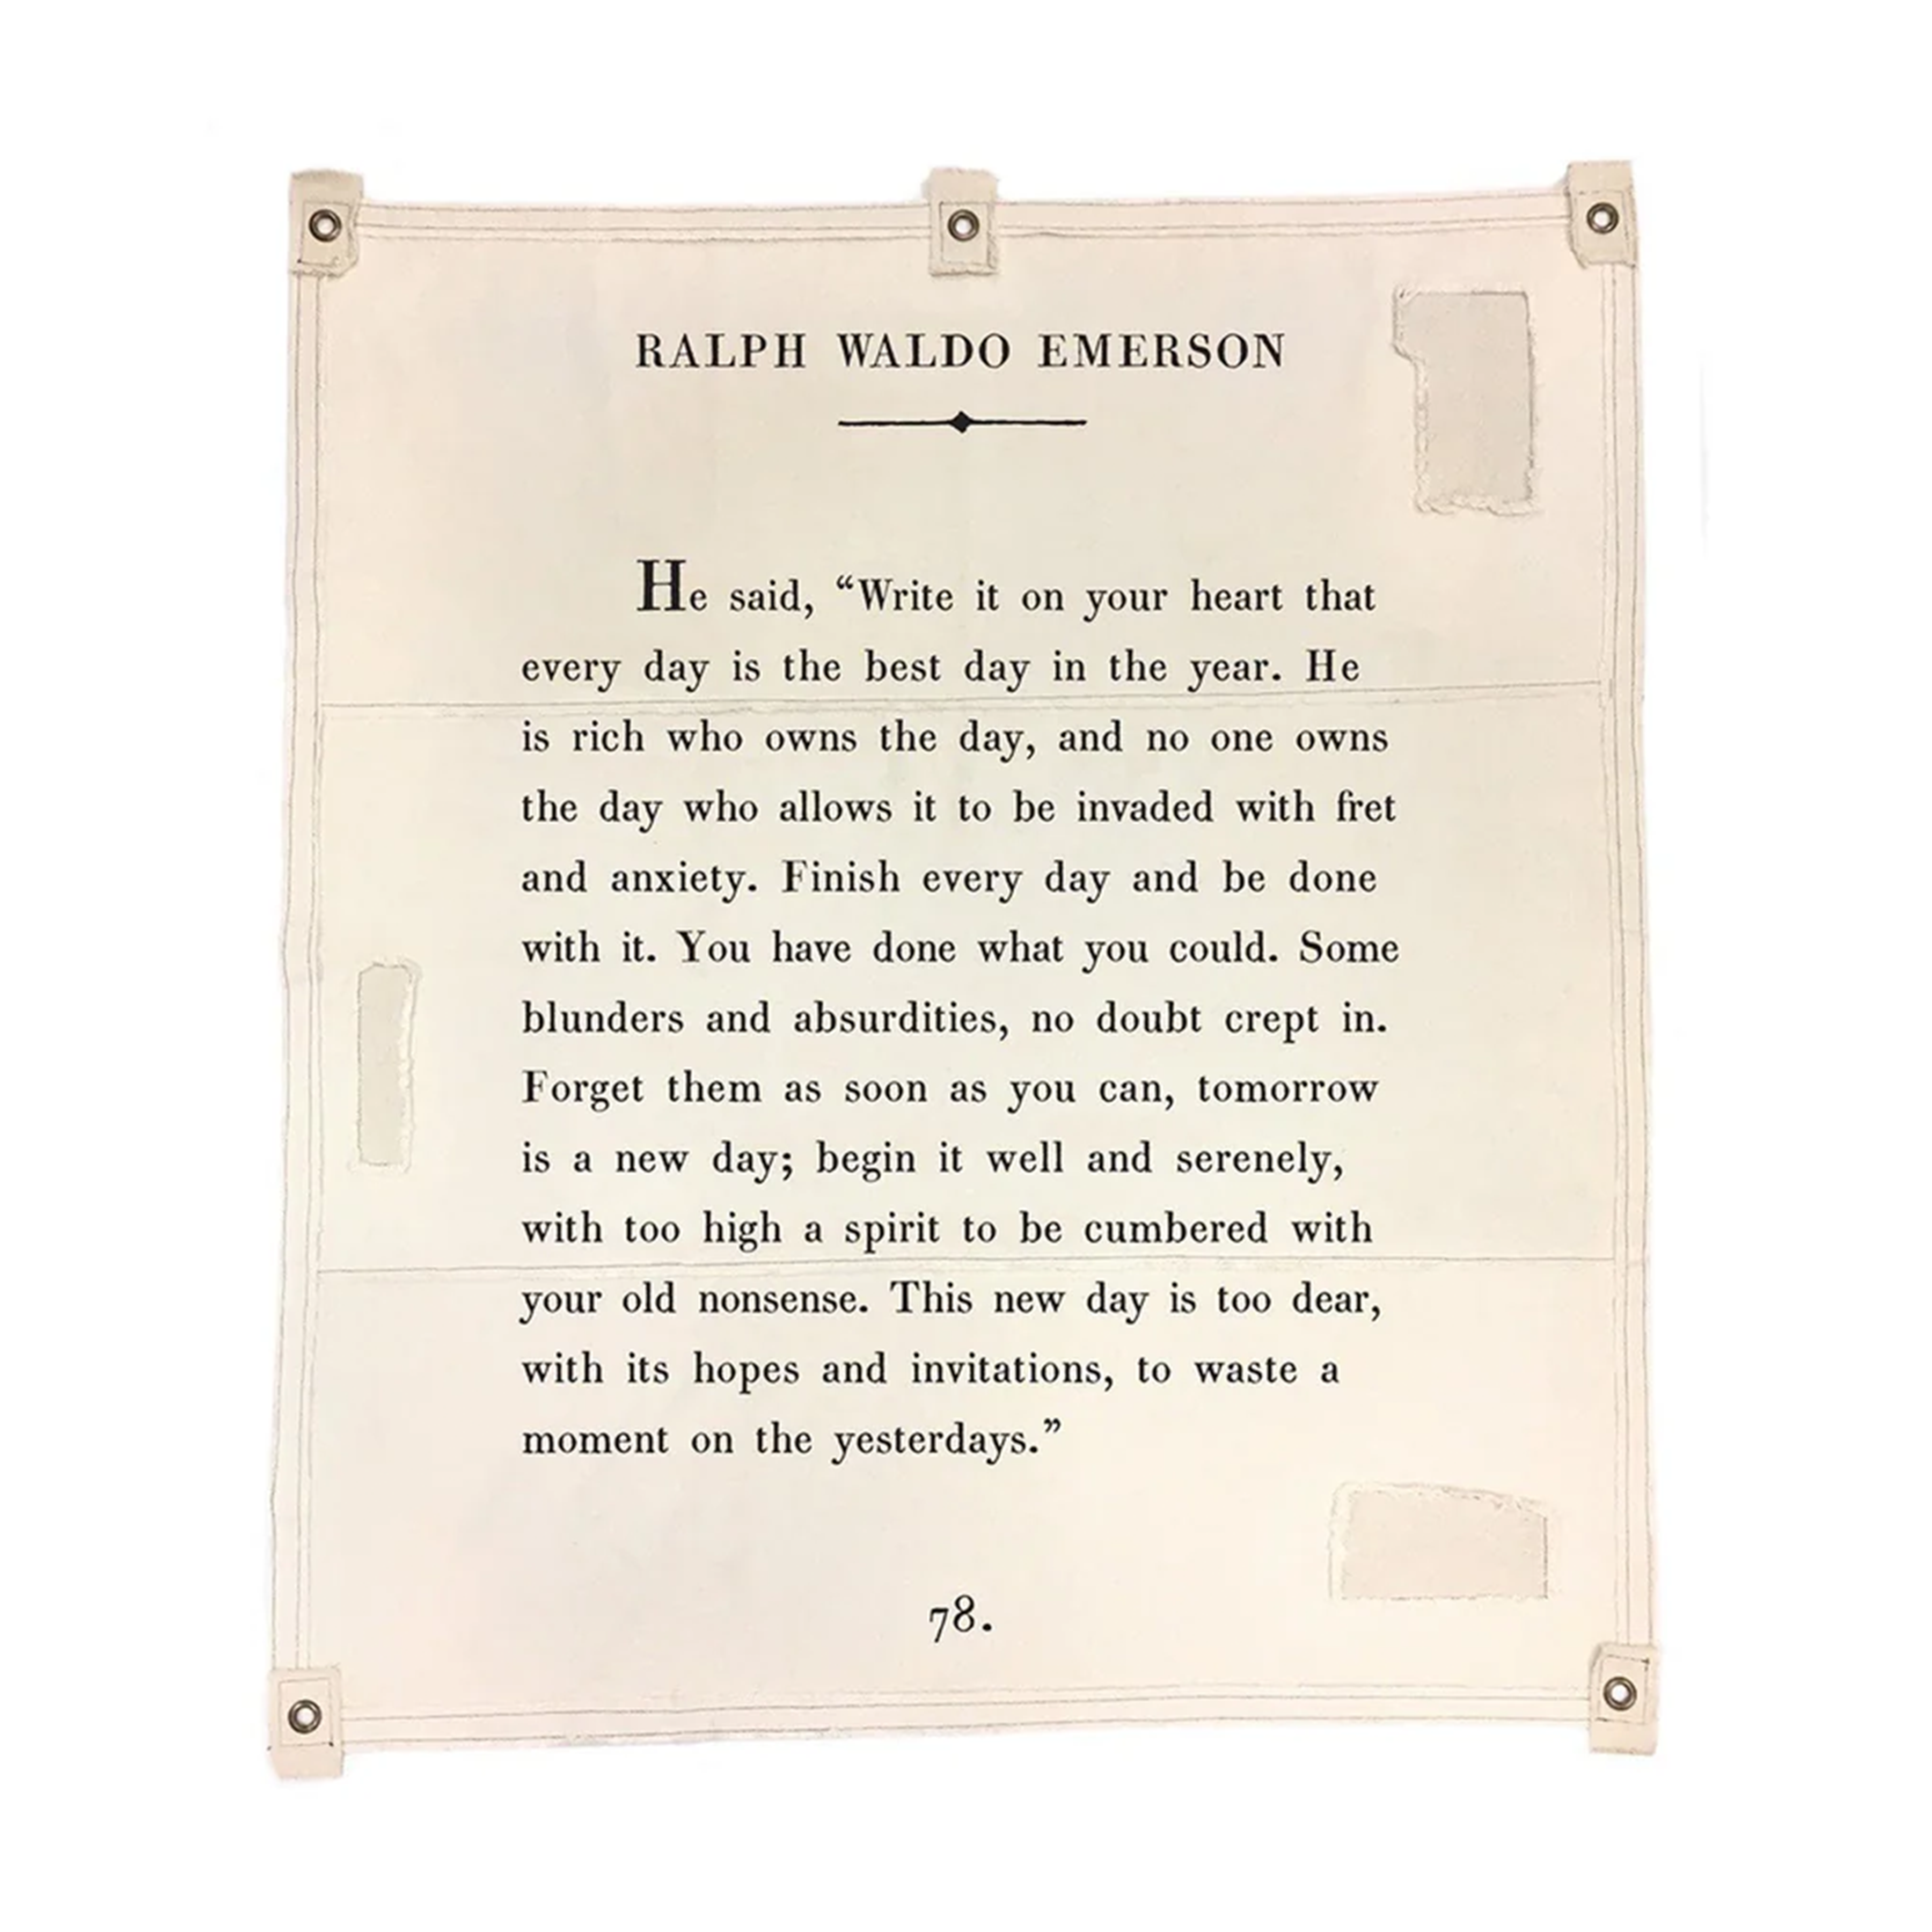 RALPH WALDO EMERSON
He said, “Write it on your heart that
every day is the best day in the year. He
is rich who owns the day, and no one owns
the day who allows it to be invaded with fret
and anxiety. Finish every day and be done
with it. You have done what you could. Some
blunders and absurdities, no doubt crept in.
Forget them as soon as you can, tomorrow
is a new day; begin it well and serenely,
with too high a spirit to be cumbered with
your old nonsense. This new day is too dear,
with its hopes and invitations, to waste a
moment on the yesterdays.”
78.